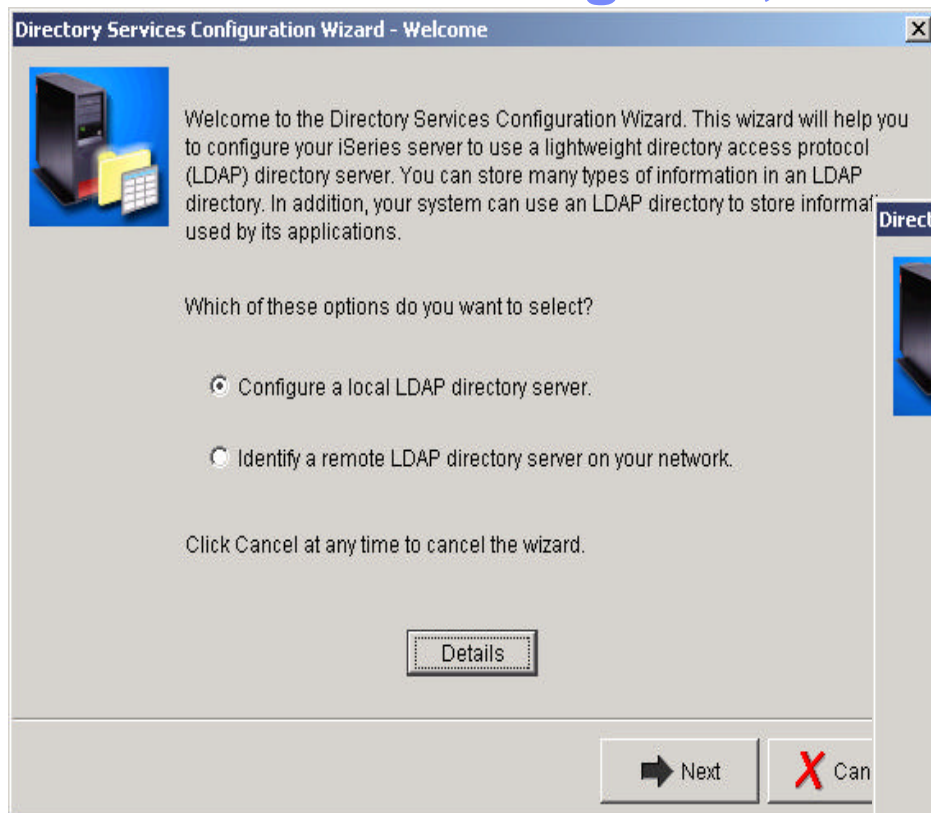 Directory Services Configuration Wizard - Welcome
Welcome to the Directory Services Configuration Wizard. This wizard will help you
to configure your iSeries server to use a lightweight directory access protocol
(LDAP) directory server. You can store many types of information in an LDAP
directory. In addition, your system can use an LDAP directory to store informat
used by its applications.
Direct
Which of these options do you want to select?
Configure a local LDAP directory server.
Identify a remote LDAP directory server on your network.
Click Cancel at any time to cancel the wizard.
Details
Next
Can